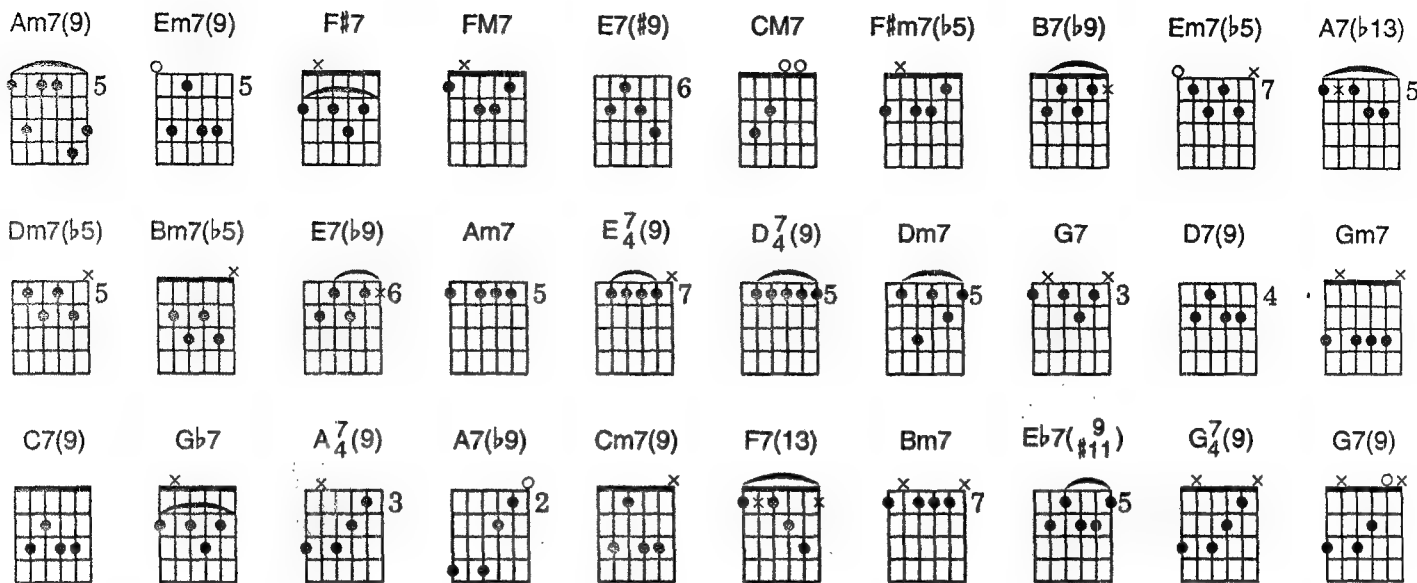 Am7(9) Em7(9) F#7 FM7 E7(#9) CM7 F#m7(♭5) B7(♭9) Em7(♭5) A7(♭13)
5 5 6 7 5
Dm7(♭5) Bm7(♭5) E7(♭9) Am7 E7/4(9) D7/4(9) Dm7 G7 D7(9) Gm7
5 6 5 7 5 5 3 4
C7(9) G♭7 A7/4(9) A7(♭9) Cm7(9) F7(13) Bm7 E♭7(9/#11) G7/4(9) G7(9)
3 2 7 5